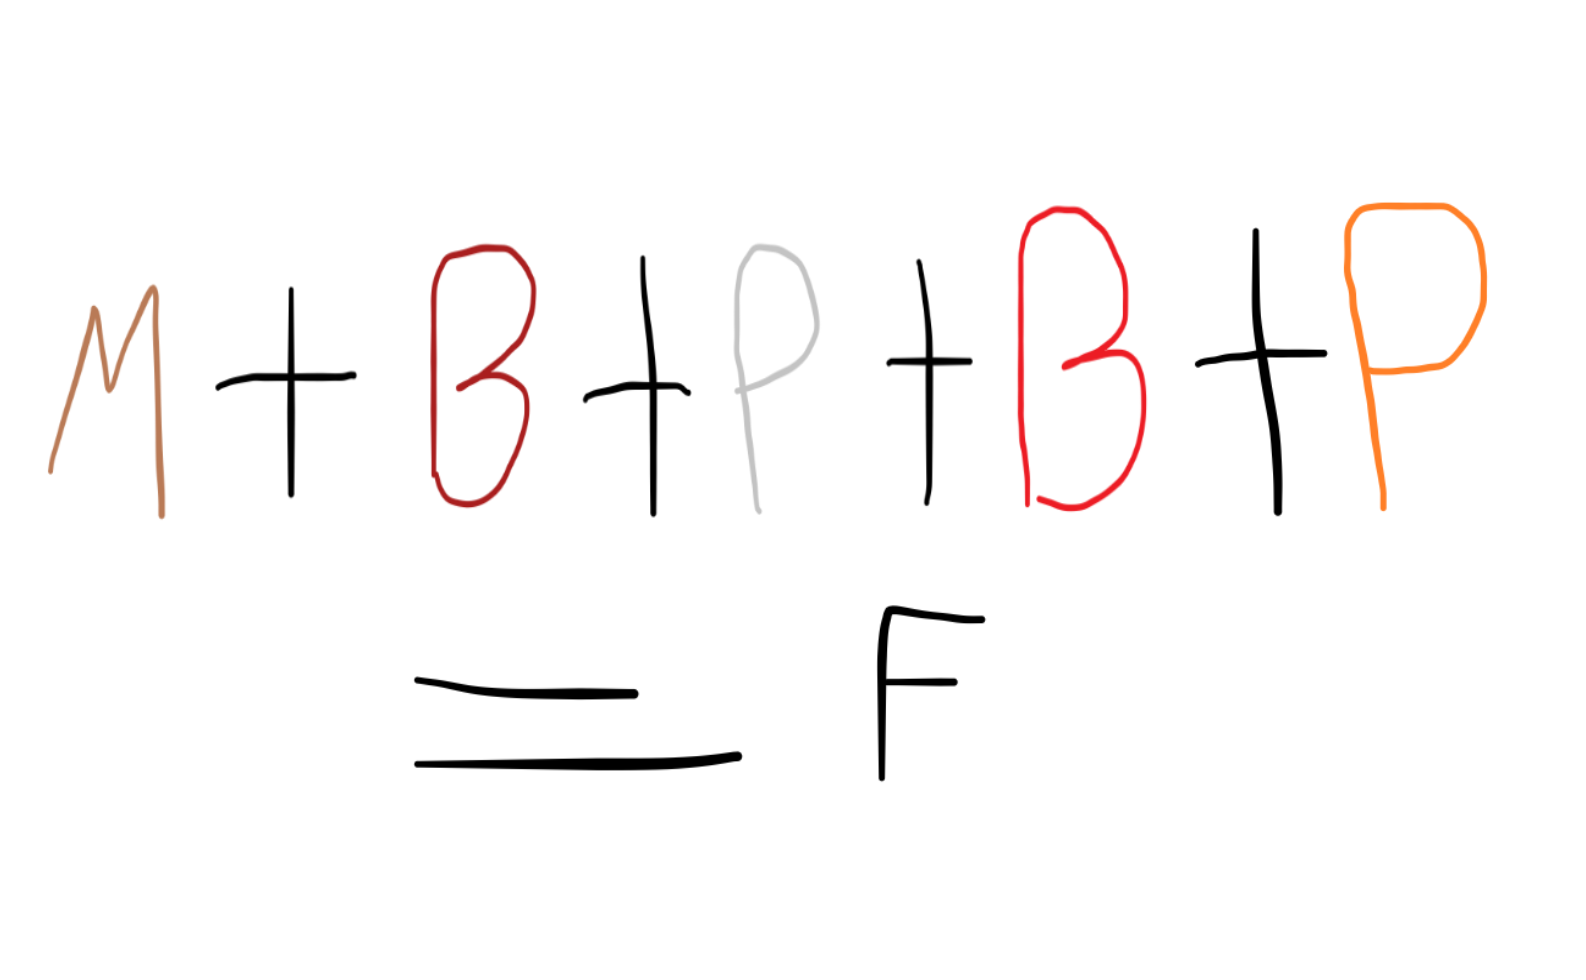 M + B + P + B + P
= F